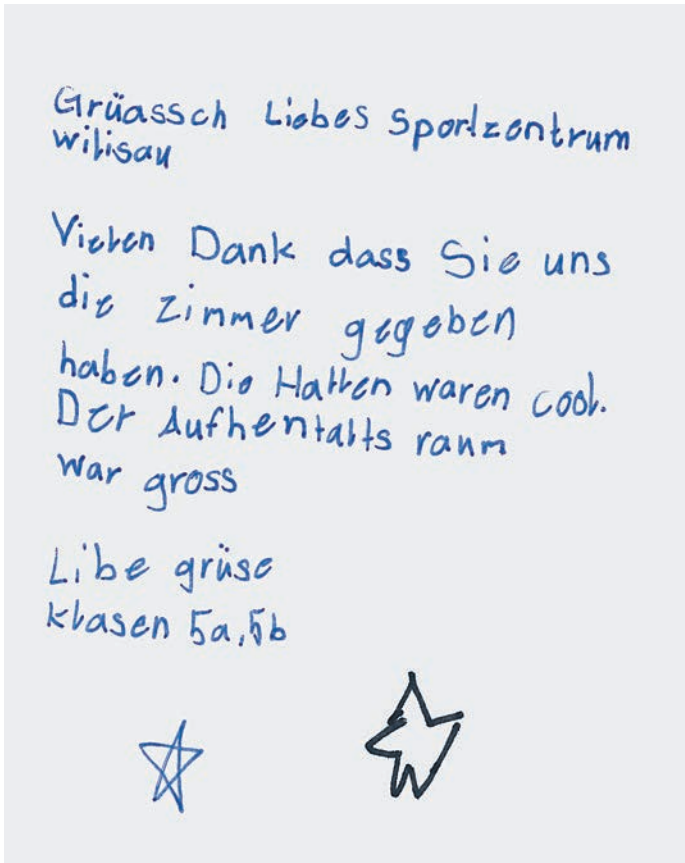 Grüassch Liebes Sportzentrum
Wilisau
Vielen Dank dass Sie uns
die Zimmer gegeben
haben. Die Hallen waren cool.
Der Aufhentalts raum
war gross
Libe grüse
klasen 5a, 5b